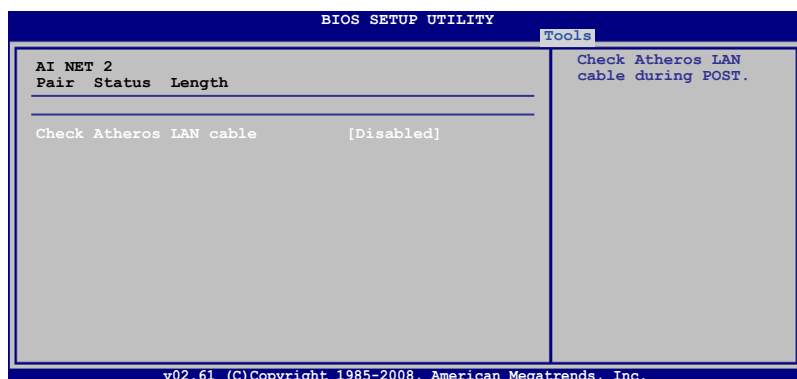 BIOS SETUP UTILITY
Tools
AI NET 2
Pair Status Length
Check Atheros LAN cable [Disabled]
Check Atheros LAN
cable during POST.
v02.61 (C)Copyright 1985-2008, American Megatrends, Inc.